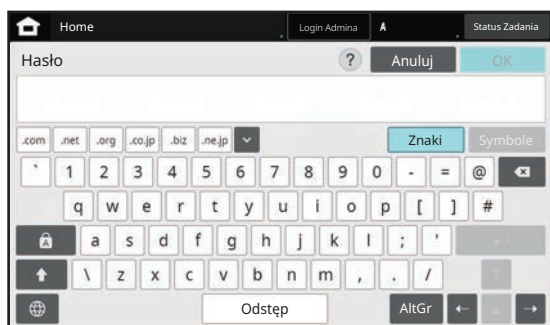 Home Login Admina A Status Zadania
Hasło ? Anuluj OK
.com .net .org .co.jp .biz .ne.jp Znaki Symbole
` 1 2 3 4 5 6 7 8 9 0 - = @
q w e r t y u i o p [ ] #
A a s d f g h j k l ; '
\ z x c v b n m , . /
Odstęp AltGr